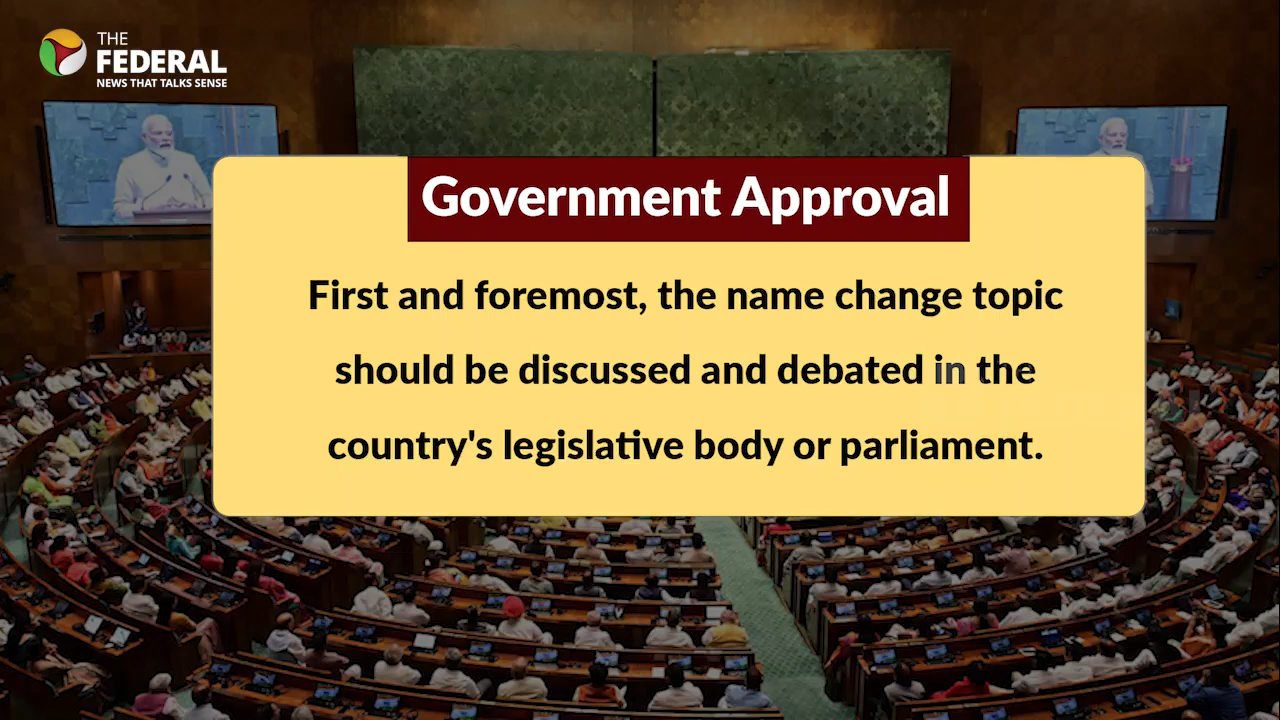 THE
FEDERAL
NEWS THAT TALKS SENSE
Government Approval
First and foremost, the name change topic
should be discussed and debated in the
country's legislative body or parliament.